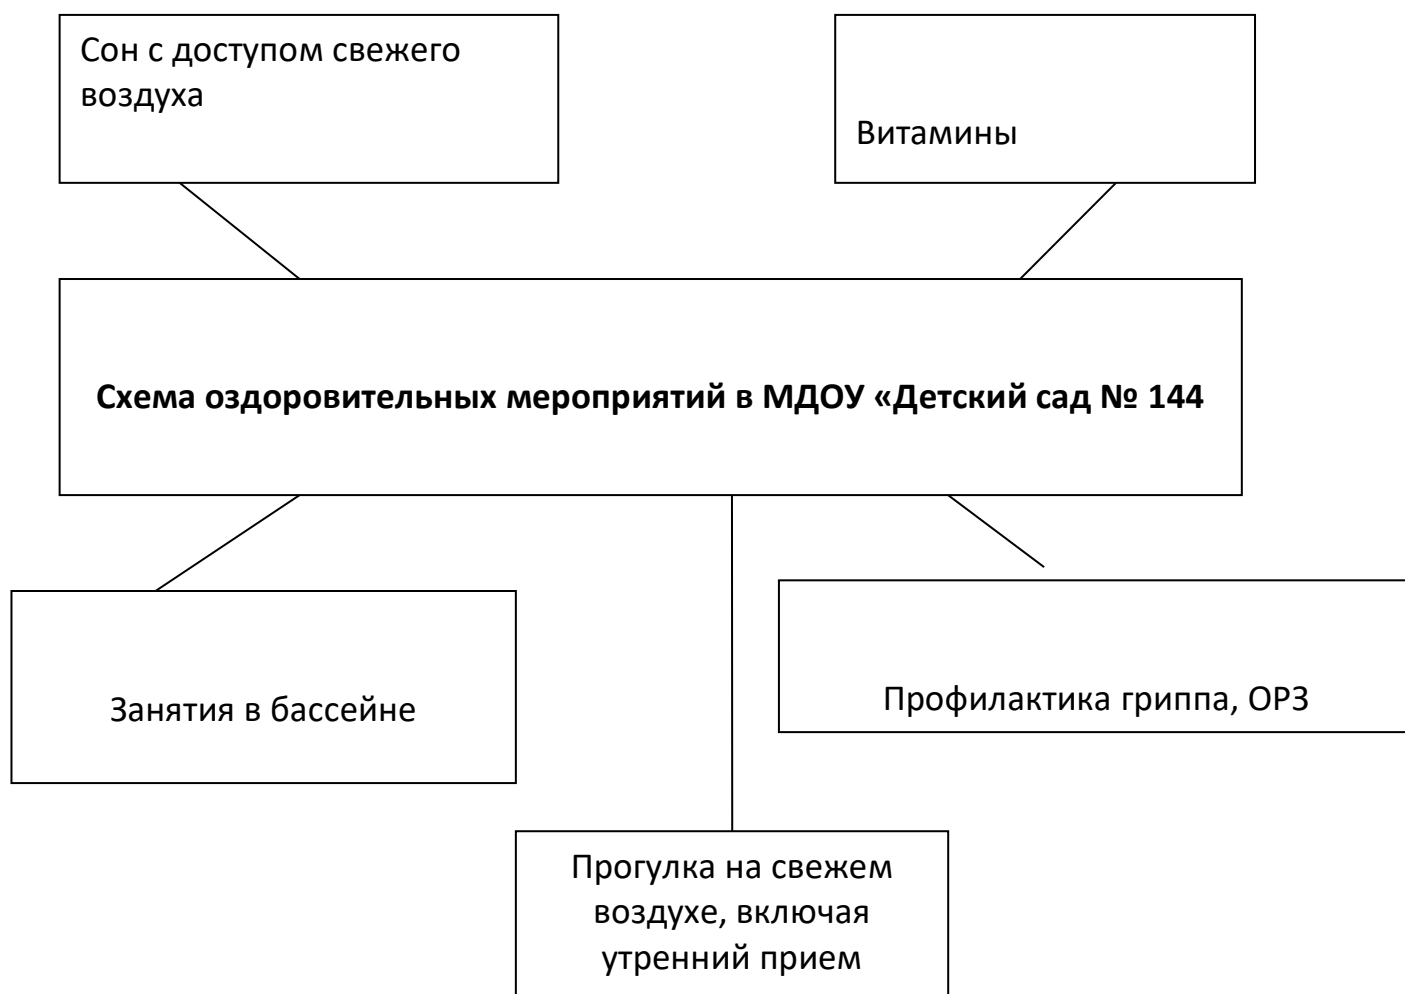 Сон с доступом свежего
воздуха
Витамины
Схема оздоровительных мероприятий в МДОУ «Детский сад № 144
Занятия в бассейне
Профилактика гриппа, ОРЗ
Прогулка на свежем
воздухе, включая
утренний прием